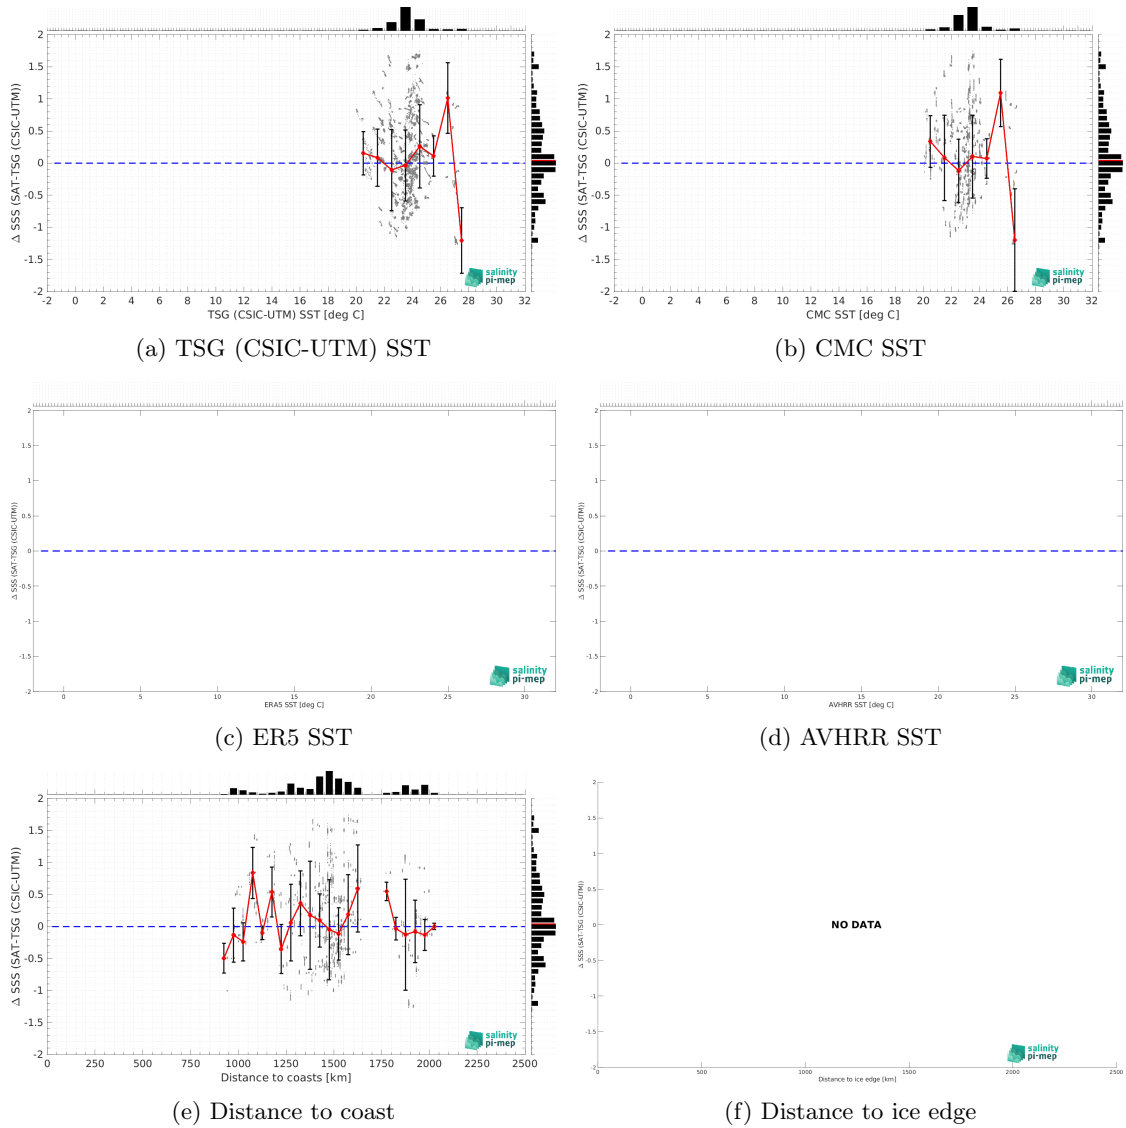 2
1.5
1
0.5
0
-0.5
-1
-1.5
-2
Δ SSS (SAT-TSG (CSIC-UTM))
-2 0 2 4 6 8 10 12 14 16 18 20 22 24 26 28 30 32
TSG (CSIC-UTM) SST [deg C]
salinity
pi-mep
(a) TSG (CSIC-UTM) SST
2
1.5
1
0.5
0
-0.5
-1
-1.5
-2
Δ SSS (SAT-TSG (CSIC-UTM))
-2 0 2 4 6 8 10 12 14 16 18 20 22 24 26 28 30 32
CMC SST [deg C]
salinity
pi-mep
(b) CMC SST
2
1.5
1
0.5
0
-0.5
-1
-1.5
-2
Δ SSS (SAT-TSG (CSIC-UTM))
0 5 10 15 20 25 30
ERA5 SST [deg C]
salinity
pi-mep
(c) ER5 SST
2
1.5
1
0.5
0
-0.5
-1
-1.5
-2
Δ SSS (SAT-TSG (CSIC-UTM))
0 5 10 15 20 25 30
AVHRR SST [deg C]
salinity
pi-mep
(d) AVHRR SST
2
1.5
1
0.5
0
-0.5
-1
-1.5
-2
Δ SSS (SAT-TSG (CSIC-UTM))
0 250 500 750 1000 1250 1500 1750 2000 2250 2500
Distance to coasts [km]
salinity
pi-mep
(e) Distance to coast
2
1.5
1
0.5
0
-0.5
-1
-1.5
-2
Δ SSS (SAT-TSG (CSIC-UTM))
NO DATA
0 500 1000 1500 2000 2500
Distance to ice edge [km]
salinity
pi-mep
(f) Distance to ice edge